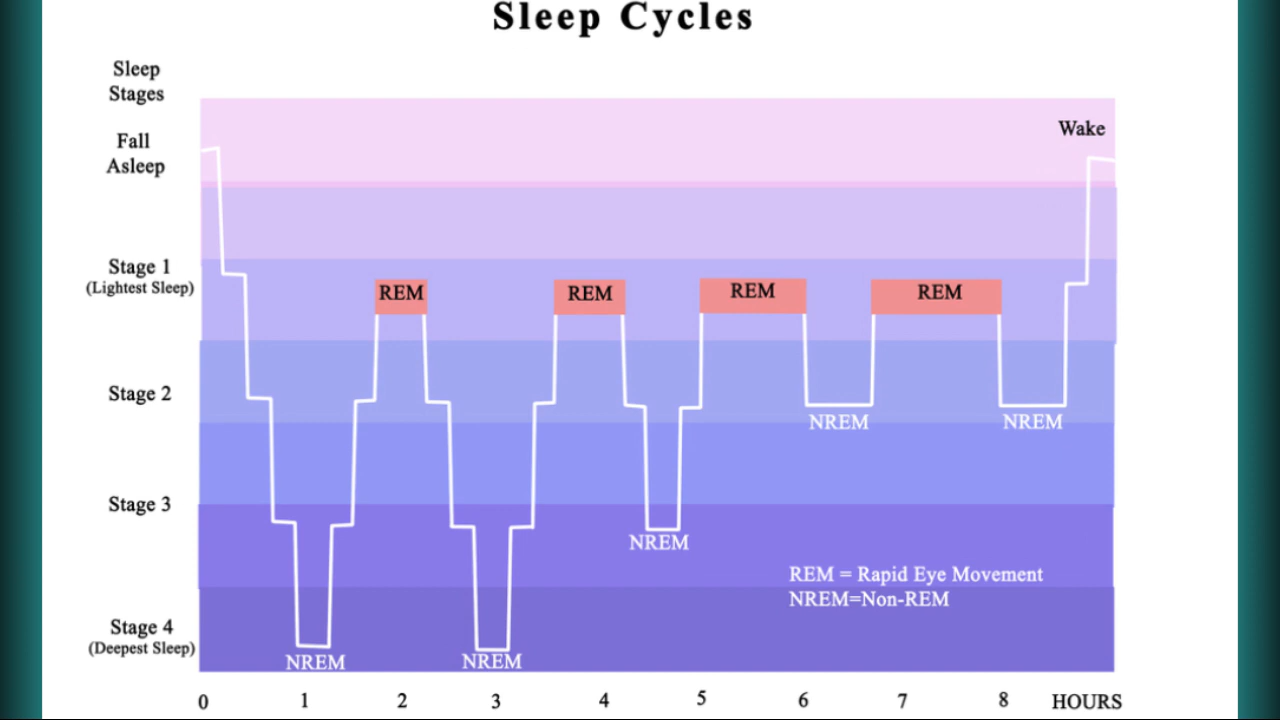 Sleep Cycles
Sleep
Stages
Wake
Fall
Asleep
Stage 1
(Lightest Sleep)
REM
REM
REM
REM
Stage 2
NREM
NREM
Stage 3
NREM
REM = Rapid Eye Movement
NREM=Non-REM
Stage 4
(Deepest Sleep)
NREM
NREM
0 1 2 3 4 5 6 7 8 HOURS